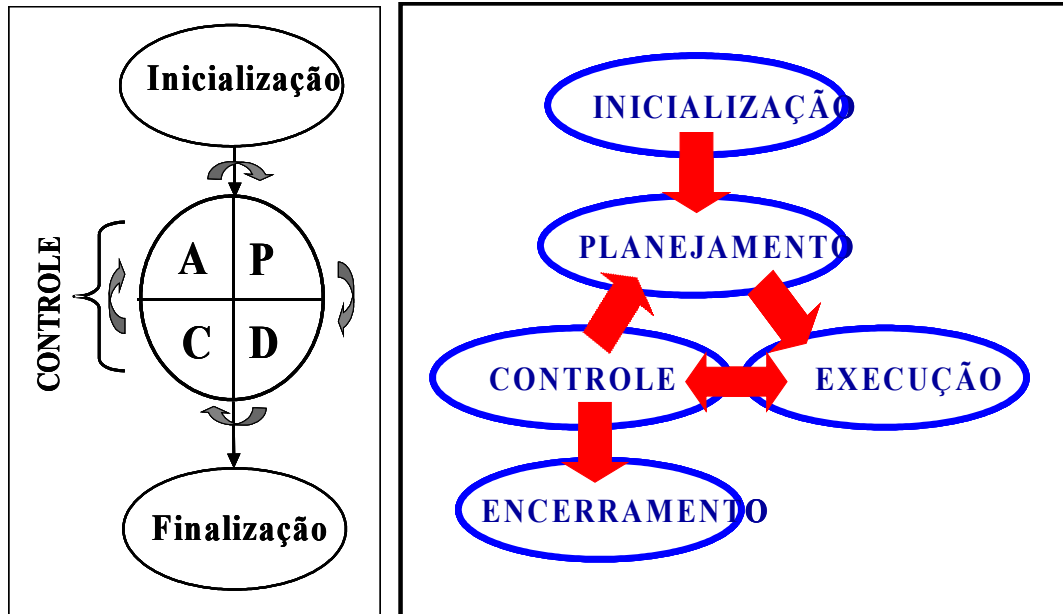 Inicialização
A P
C D
CONTROLE
Finalização
INICIALIZAÇÃO
PLANEJAMENTO
CONTROLE
EXECUÇÃO
ENCERRAMENTO